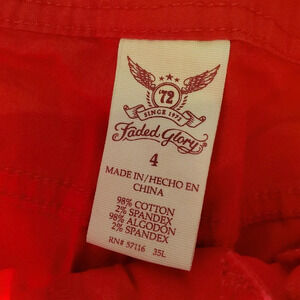 72
SINCE 1972
Faded Glory
4
MADE IN/HECHO EN
CHINA
98% COTTON
2% SPANDEX
98% ALGODÓN
2% SPANDEX
RN# 57116 35L